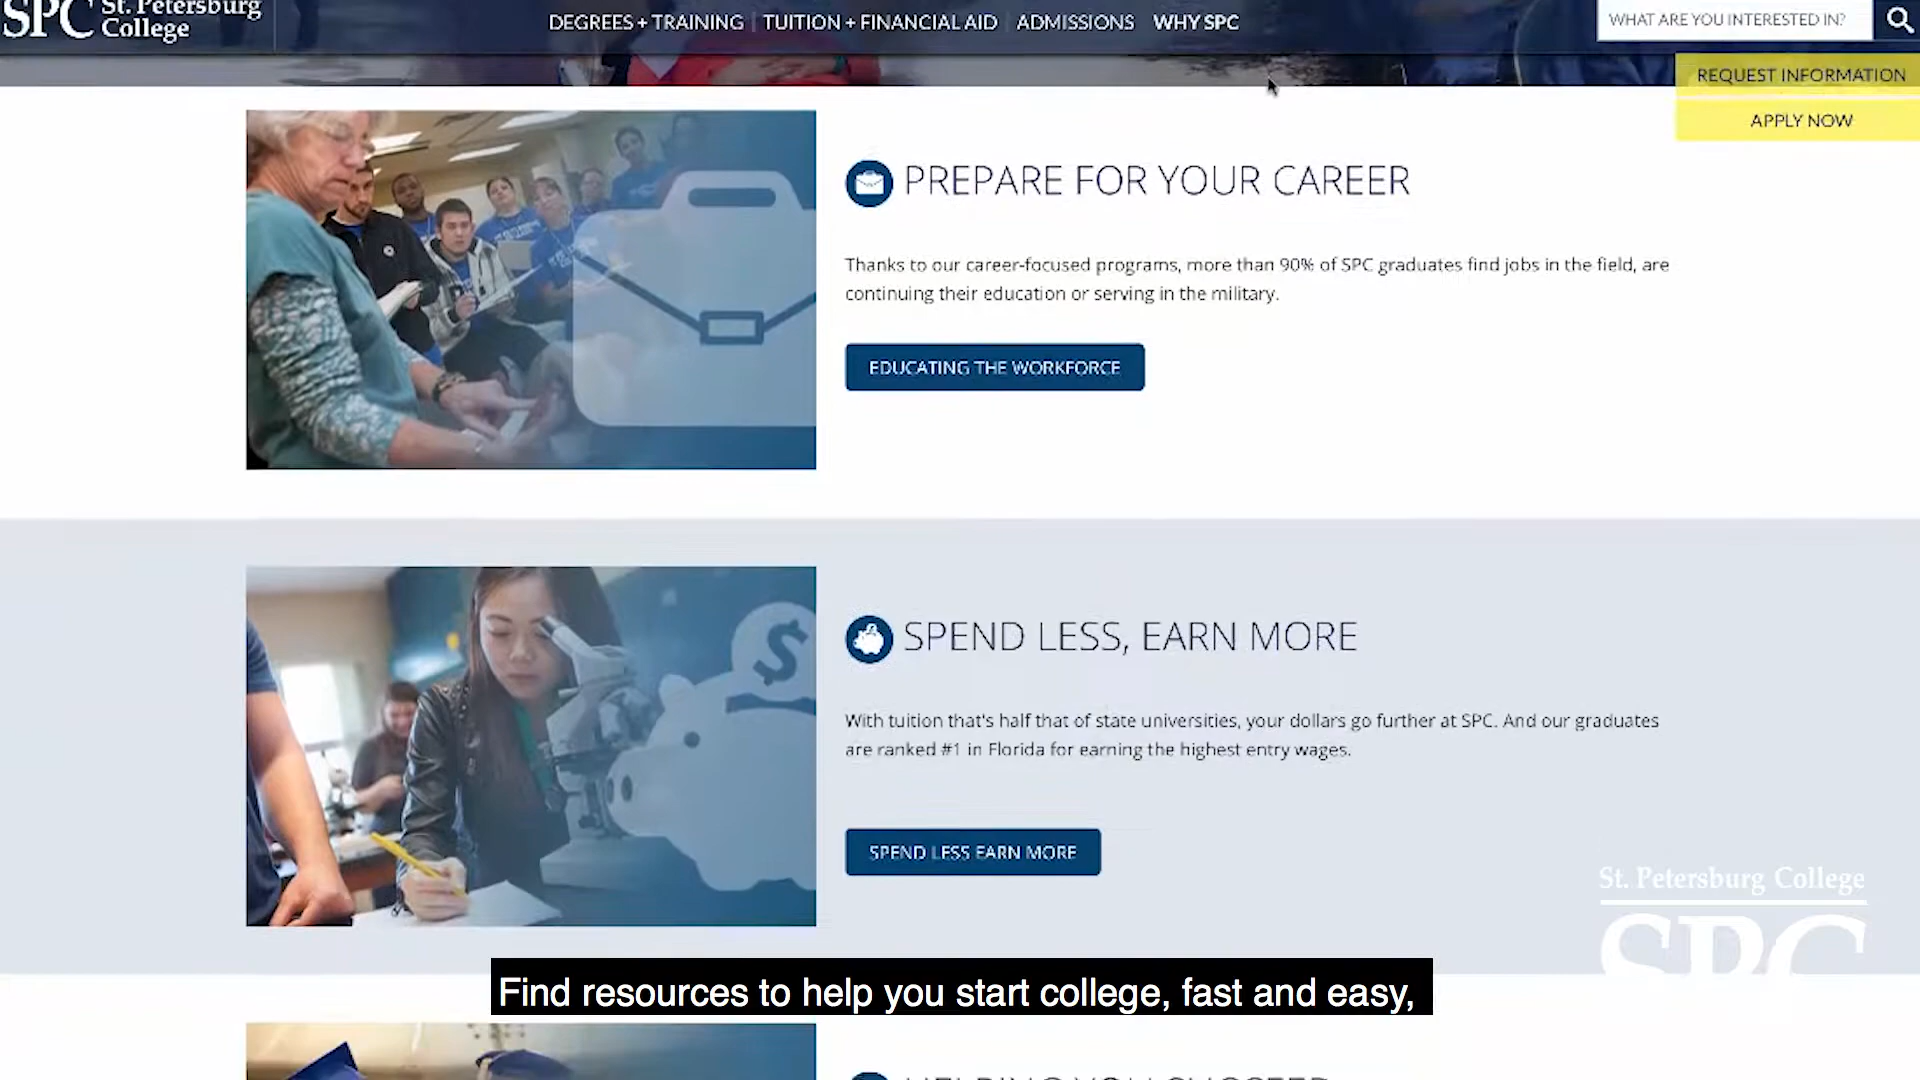 SPC St. Petersburg
College
DEGREES + TRAINING TUITION + FINANCIAL AID ADMISSIONS WHY SPC
WHAT ARE YOU INTERESTED IN?
REQUEST INFORMATION
APPLY NOW
PREPARE FOR YOUR CAREER
Thanks to our career-focused programs, more than 90% of SPC graduates find jobs in the field, are
continuing their education or serving in the military.
EDUCATING THE WORKFORCE
$
SPEND LESS, EARN MORE
With tuition that's half that of state universities, your dollars go further at SPC. And our graduates
are ranked #1 in Florida for earning the highest entry wages.
SPEND LESS EARN MORE
St. Petersburg College
SPC
Find resources to help you start college, fast and easy,
HELPING YOU SUCCEED